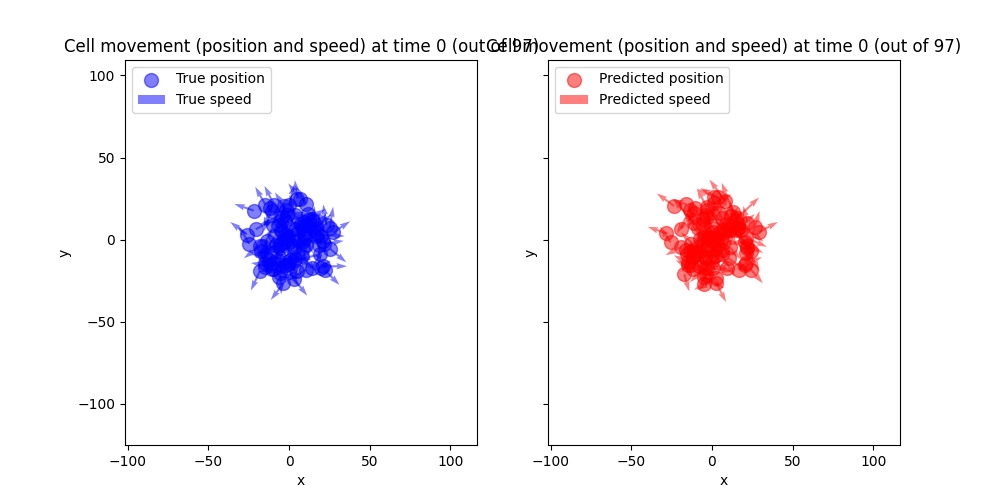 Cell movement (position and speed) at time 0 (out of 97)
Cell movement (position and speed) at time 0 (out of 97)
True position
True speed
Predicted position
Predicted speed
100
50
0
−50
−100
y
y
−100
−50
0
50
100
−100
−50
0
50
100
x
x